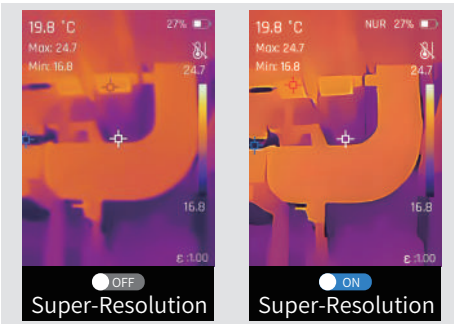 19.8 °C
27%
Max: 24.7
Min: 16.8
24.7
16.8
ε :1.00
OFF
Super-Resolution
19.8 °C
NUR 27%
Max: 24.7
Min: 16.8
24.7
16.8
ε :1.00
ON
Super-Resolution